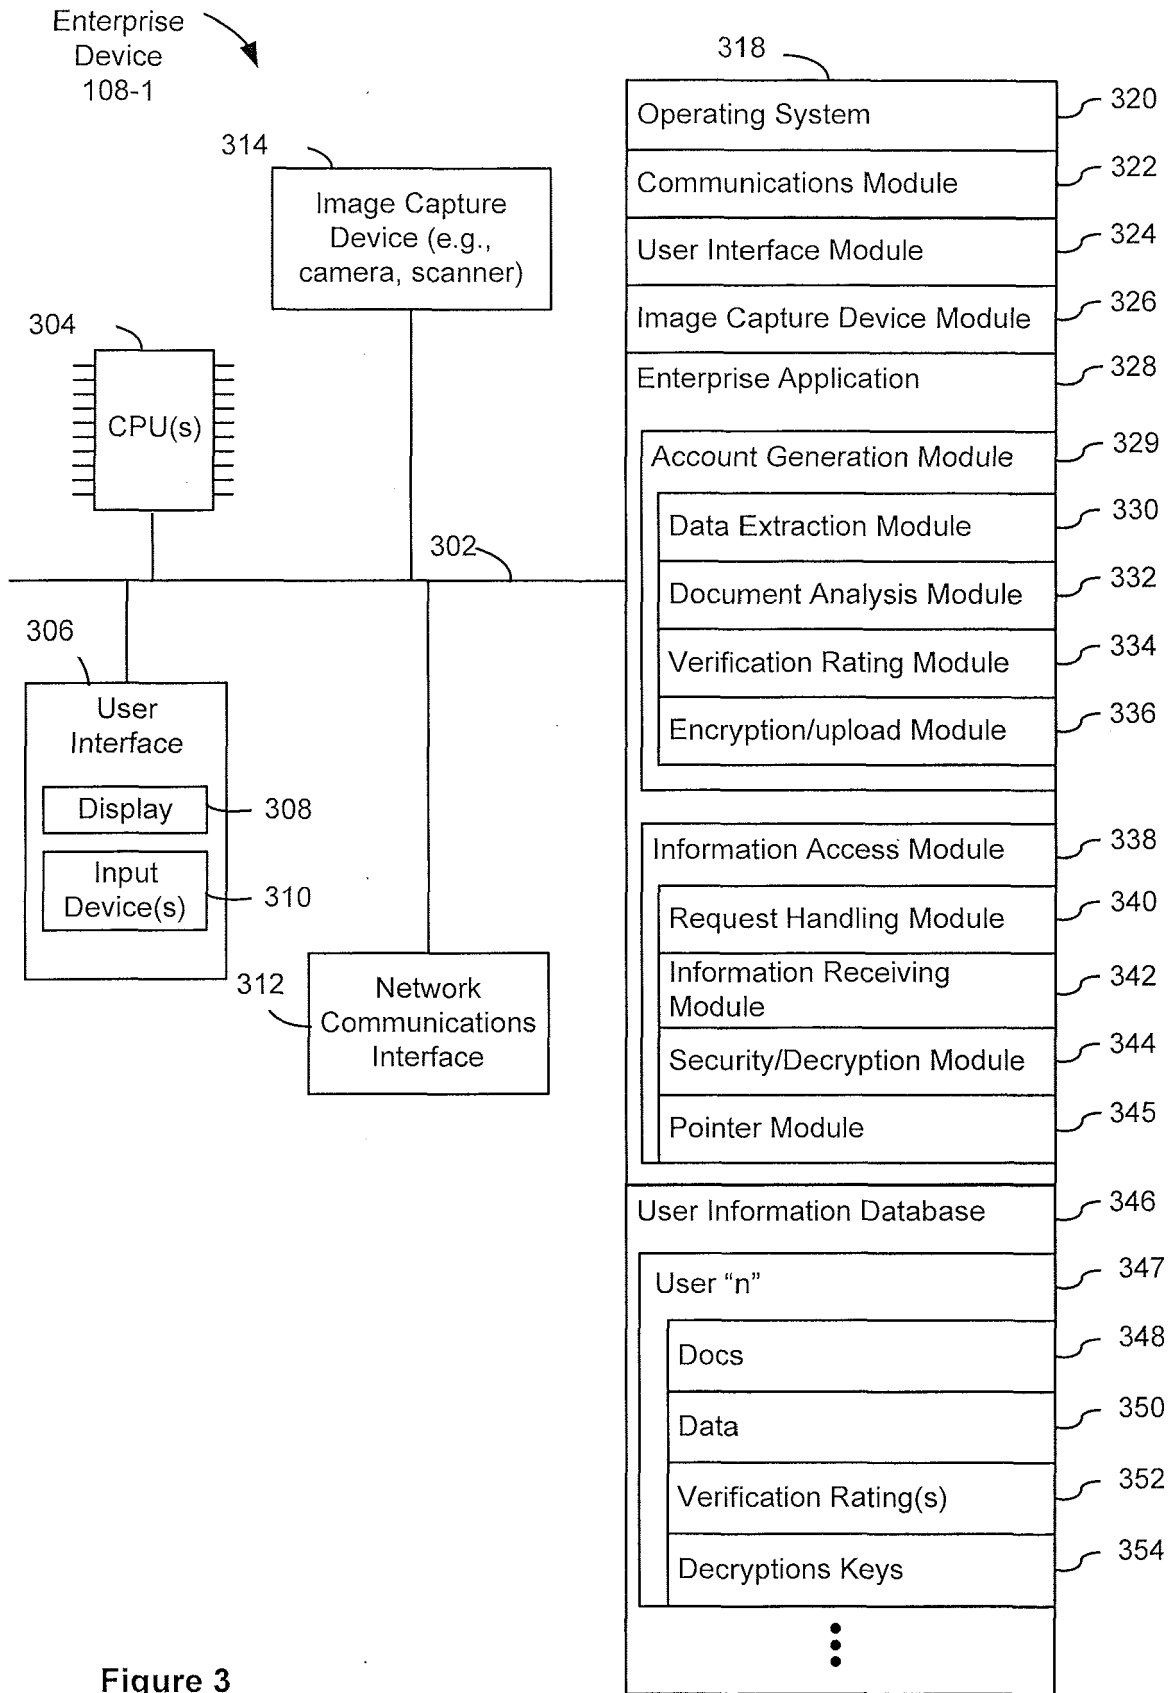 Enterprise
Device
108-1
314
Image Capture
Device (e.g.,
camera, scanner)
304
CPU(s)
302
306
User
Interface
Display
308
Input
Device(s)
310
312
Network
Communications
Interface
318
Operating System
320
Communications Module
322
User Interface Module
324
Image Capture Device Module
326
Enterprise Application
328
Account Generation Module
329
Data Extraction Module
330
Document Analysis Module
332
Verification Rating Module
334
Encryption/upload Module
336
Information Access Module
338
Request Handling Module
340
Information Receiving
Module
342
Security/Decryption Module
344
Pointer Module
345
User Information Database
346
User “n”
347
Docs
348
Data
350
Verification Rating(s)
352
Decryptions Keys
354
Figure 3